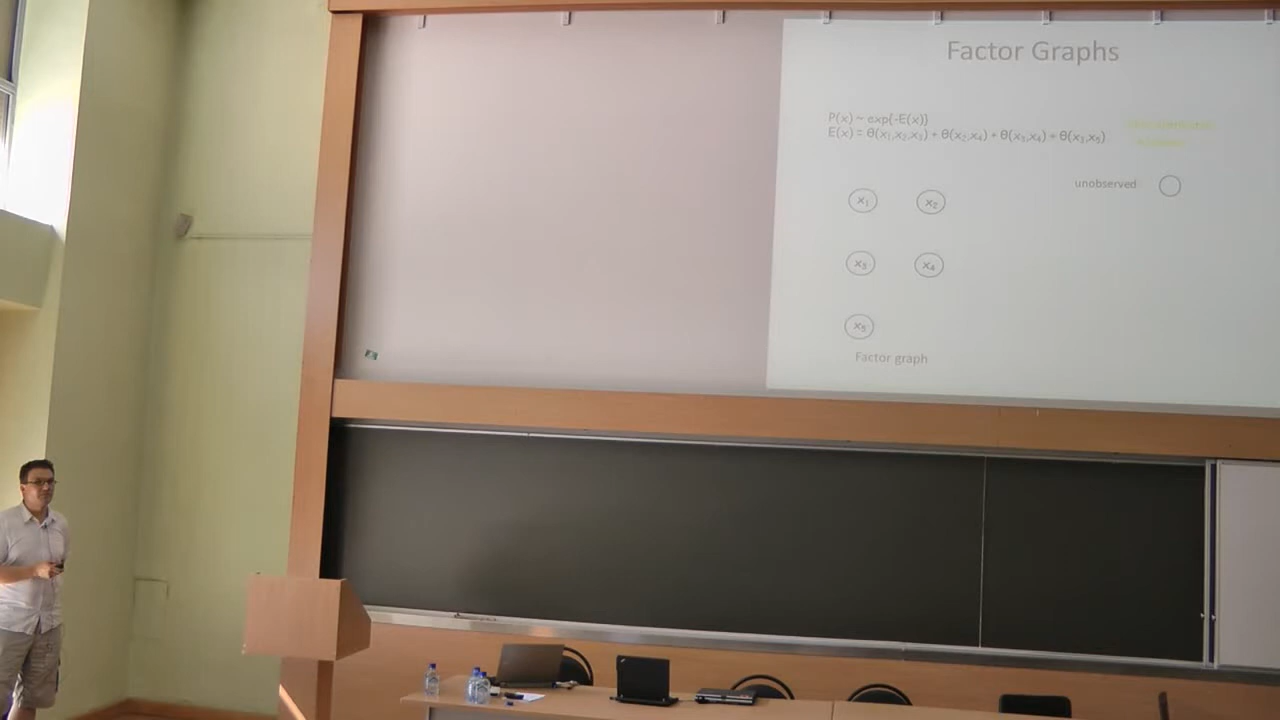 Factor Graphs
P(x) ~ exp{-E(x)}
E(x) = θ(x₁,x₂,x₃) + θ(x₂,x₄) + θ(x₃,x₄) + θ(x₃,x₅)
unobserved
x₁ x₂
x₃ x₄
x₅
Factor graph